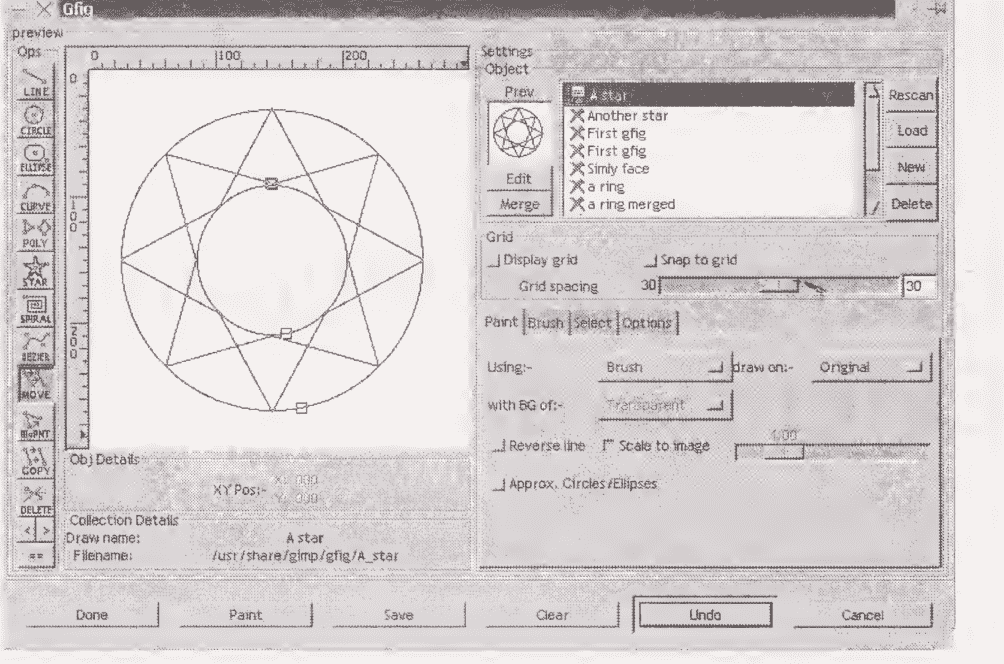 Gfig
preview
Ops
LINE
CIRCLE
ELLIPSE
CURVE
POLY
STAR
SPIRAL
BEZIER
MOVE
MvPNT
COPY
DELETE
< >
==
0 100 200
0
100
200
Settings
Object
Prev
Edit
Merge
A star
Another star
First gfig
First gfig
Simly face
a ring
a ring merged
Rescan
Load
New
Delete
Grid
Display grid Snap to grid
Grid spacing 30 30
Paint Brush Select Options
Using:- Brush draw on:- Original
with BG of:- Transparent
Reverse line Scale to image 1.00
Approx. Circles/Ellipses
Obj Details
XY Pos:-
Collection Details
Draw name: A star
Filename: /usr/share/gimp/gfig/A_star
Done Paint Save Clear Undo Cancel